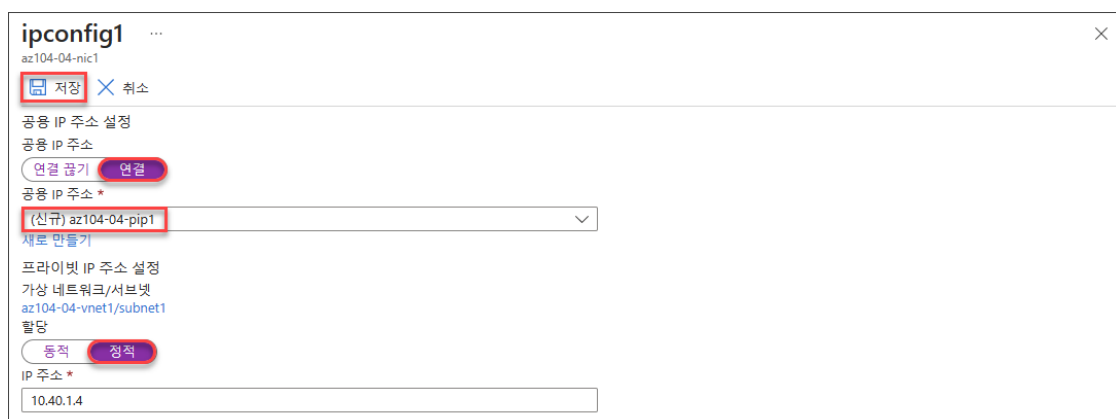 ipconfig1 ...
az104-04-nic1
저장 취소
공용 IP 주소 설정
공용 IP 주소
연결 끊기 연결
공용 IP 주소 *
(신규) az104-04-pip1
새로 만들기
프라이빗 IP 주소 설정
가상 네트워크/서브넷
az104-04-vnet1/subnet1
할당
동적 정적
IP 주소 *
10.40.1.4